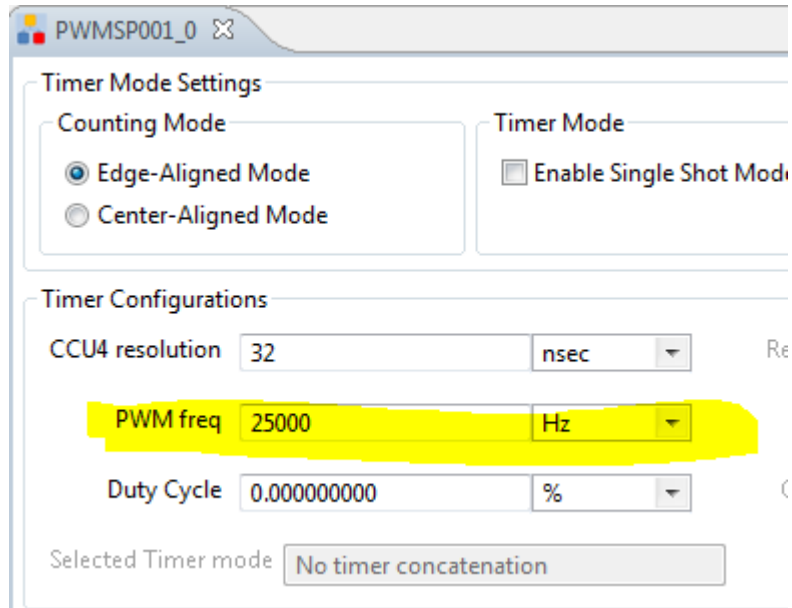 PWMSP001_0
Timer Mode Settings
Counting Mode
Timer Mode
Edge-Aligned Mode
Enable Single Shot Mode
Center-Aligned Mode
Timer Configurations
CCU4 resolution 32 nsec Re
PWM freq 25000 Hz
Duty Cycle 0.000000000 %
Selected Timer mode No timer concatenation